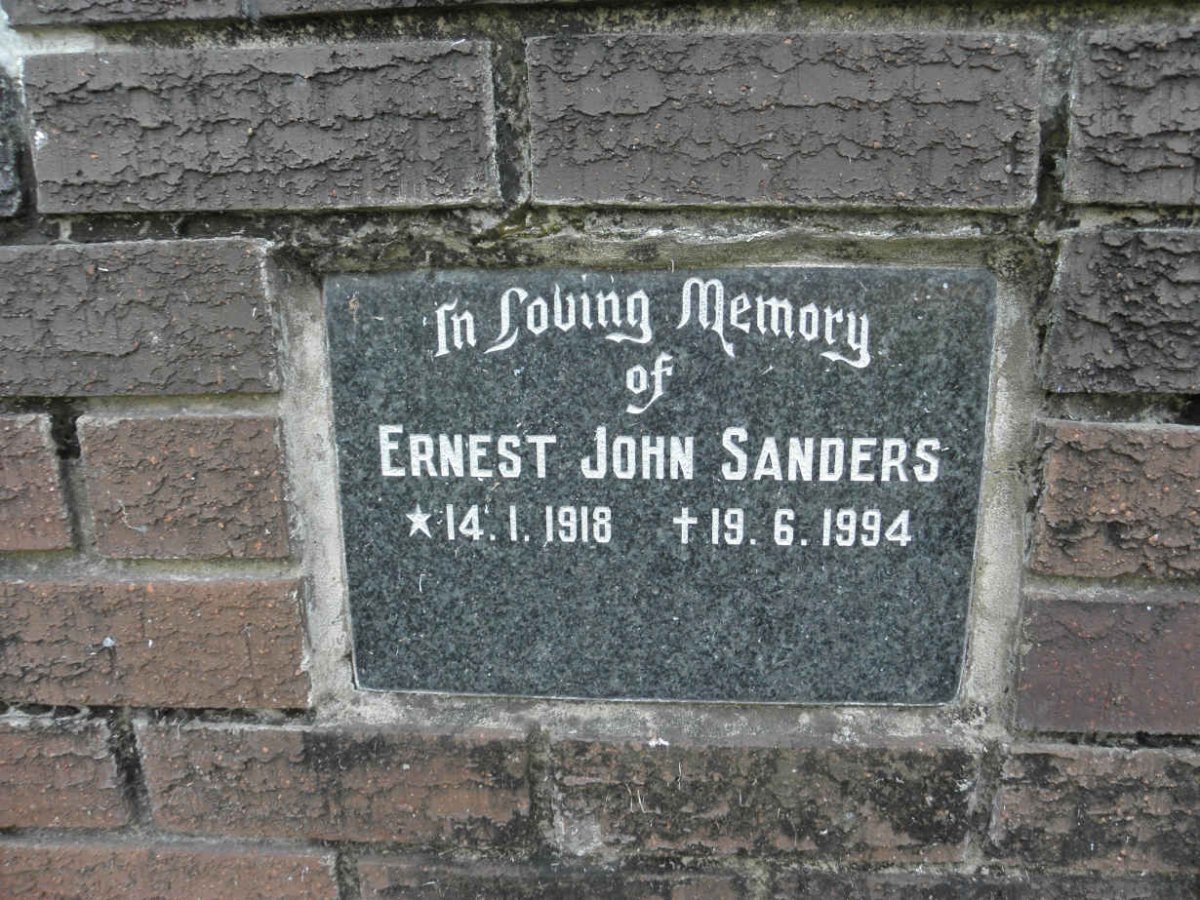 In Loving Memory
of
ERNEST JOHN SANDERS
★14.1.1918 ✝19.6.1994